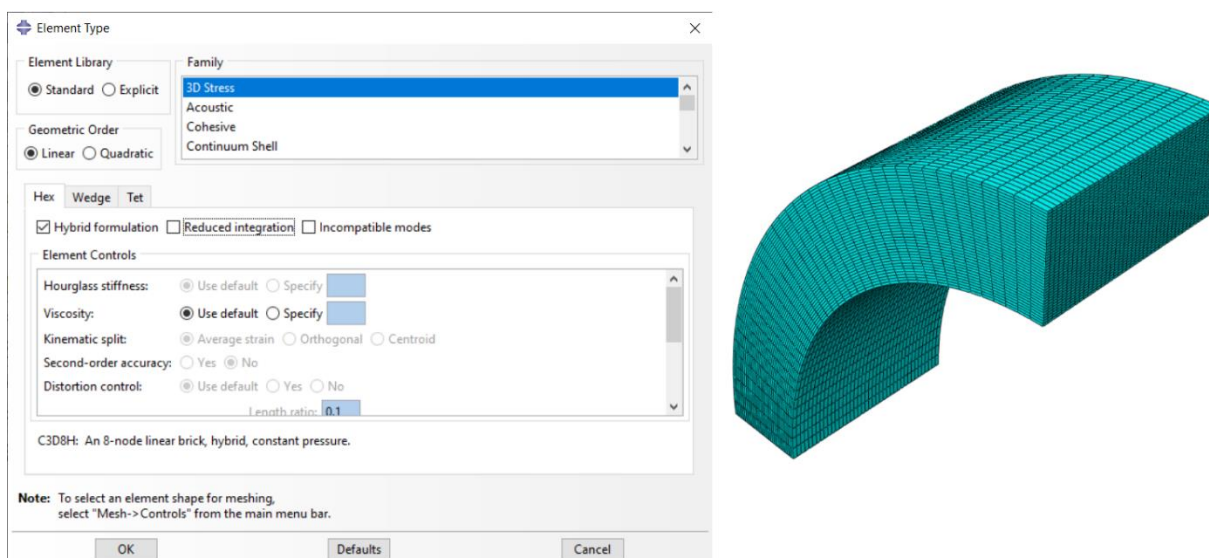 Element Type
Element Library
Standard Explicit
Family
3D Stress
Acoustic
Cohesive
Continuum Shell
Geometric Order
Linear Quadratic
Hex Wedge Tet
Hybrid formulation Reduced integration Incompatible modes
Element Controls
Hourglass stiffness: Use default Specify
Viscosity: Use default Specify
Kinematic split: Average strain Orthogonal Centroid
Second-order accuracy: Yes No
Distortion control: Use default Yes No
Length ratio: 0.1
C3D8H: An 8-node linear brick, hybrid, constant pressure.
Note: To select an element shape for meshing,
select "Mesh->Controls" from the main menu bar.
OK Defaults Cancel